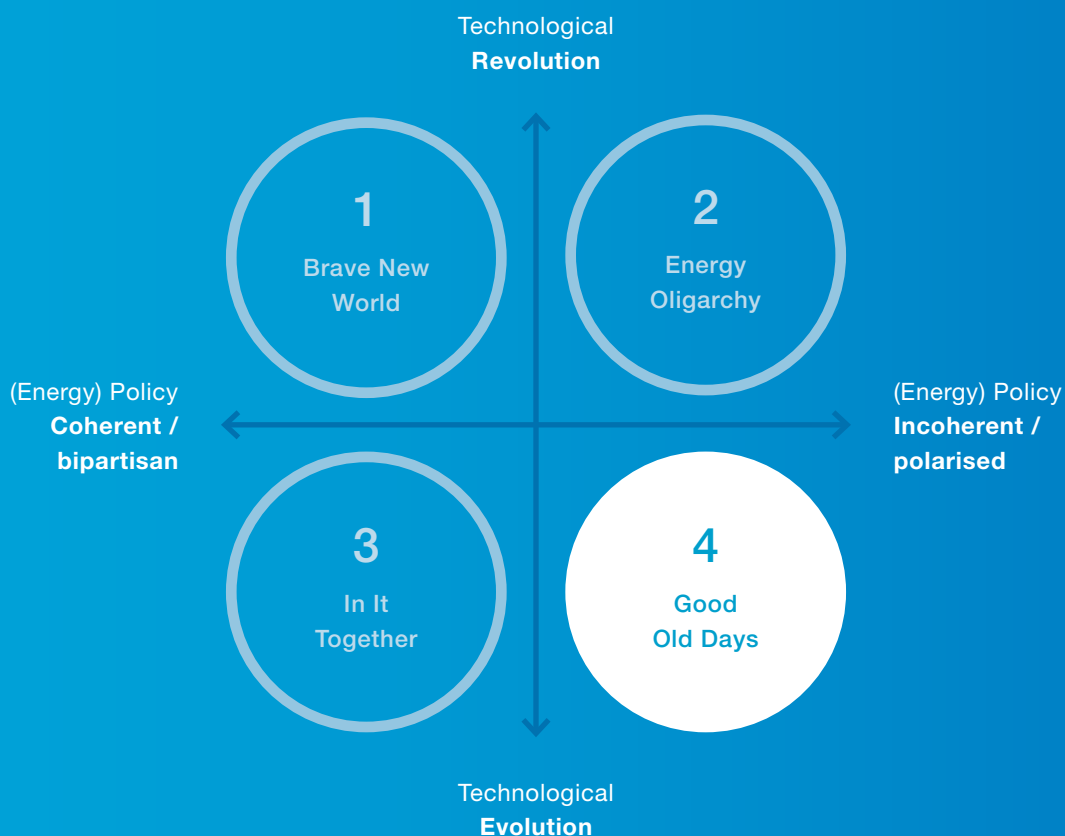 Technological
Revolution
1
Brave New
World
2
Energy
Oligarchy
(Energy) Policy
Coherent /
bipartisan
(Energy) Policy
Incoherent /
polarised
3
In It
Together
4
Good
Old Days
Technological
Evolution